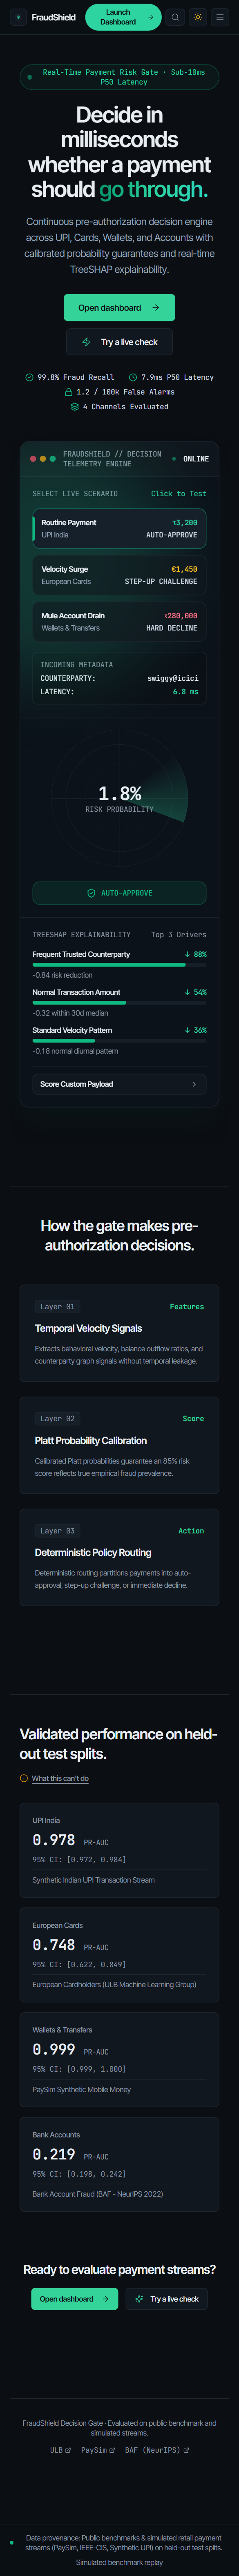 FraudShield
Launch
Dashboard
Real-Time Payment Risk Gate · Sub-10ms
P50 Latency
Decide in
milliseconds
whether a payment
should go through.
Continuous pre-authorization decision engine
across UPI, Cards, Wallets, and Accounts with
calibrated probability guarantees and real-time
TreeSHAP explainability.
Open dashboard
Try a live check
99.8% Fraud Recall
7.9ms P50 Latency
1.2 / 100k False Alarms
4 Channels Evaluated
FRAUDSHIELD // DECISION
TELEMETRY ENGINE
ONLINE
SELECT LIVE SCENARIO
Click to Test
Routine Payment
₹3,200
UPI India
AUTO-APPROVE
Velocity Surge
€1,450
European Cards
STEP-UP CHALLENGE
Mule Account Drain
₹280,000
Wallets & Transfers
HARD DECLINE
INCOMING METADATA
COUNTERPARTY:
swiggy@icici
LATENCY:
6.8 ms
1.8%
RISK PROBABILITY
AUTO-APPROVE
TREESHAP EXPLAINABILITY
Top 3 Drivers
Frequent Trusted Counterparty
↓ 88%
-0.84 risk reduction
Normal Transaction Amount
↓ 54%
-0.32 within 30d median
Standard Velocity Pattern
↓ 36%
-0.18 normal diurnal pattern
Score Custom Payload
How the gate makes pre-
authorization decisions.
Layer 01
Features
Temporal Velocity Signals
Extracts behavioral velocity, balance outflow ratios, and
counterparty graph signals without temporal leakage.
Layer 02
Score
Platt Probability Calibration
Calibrated Platt probabilities guarantee an 85% risk
score reflects true empirical fraud prevalence.
Layer 03
Action
Deterministic Policy Routing
Deterministic routing partitions payments into auto-
approval, step-up challenge, or immediate decline.
Validated performance on held-
out test splits.
What this can't do
UPI India
0.978 PR-AUC
95% CI: [0.972, 0.984]
Synthetic Indian UPI Transaction Stream
European Cards
0.748 PR-AUC
95% CI: [0.622, 0.849]
European Cardholders (ULB Machine Learning Group)
Wallets & Transfers
0.999 PR-AUC
95% CI: [0.999, 1.000]
PaySim Synthetic Mobile Money
Bank Accounts
0.219 PR-AUC
95% CI: [0.198, 0.242]
Bank Account Fraud (BAF - NeurIPS 2022)
Ready to evaluate payment streams?
Open dashboard
Try a live check
FraudShield Decision Gate · Evaluated on public benchmark and
simulated streams.
ULB
PaySim
BAF (NeurIPS)
Data provenance: Public benchmarks & simulated retail payment
streams (PaySim, IEEE-CIS, Synthetic UPI) on held-out test splits.
Simulated benchmark replay